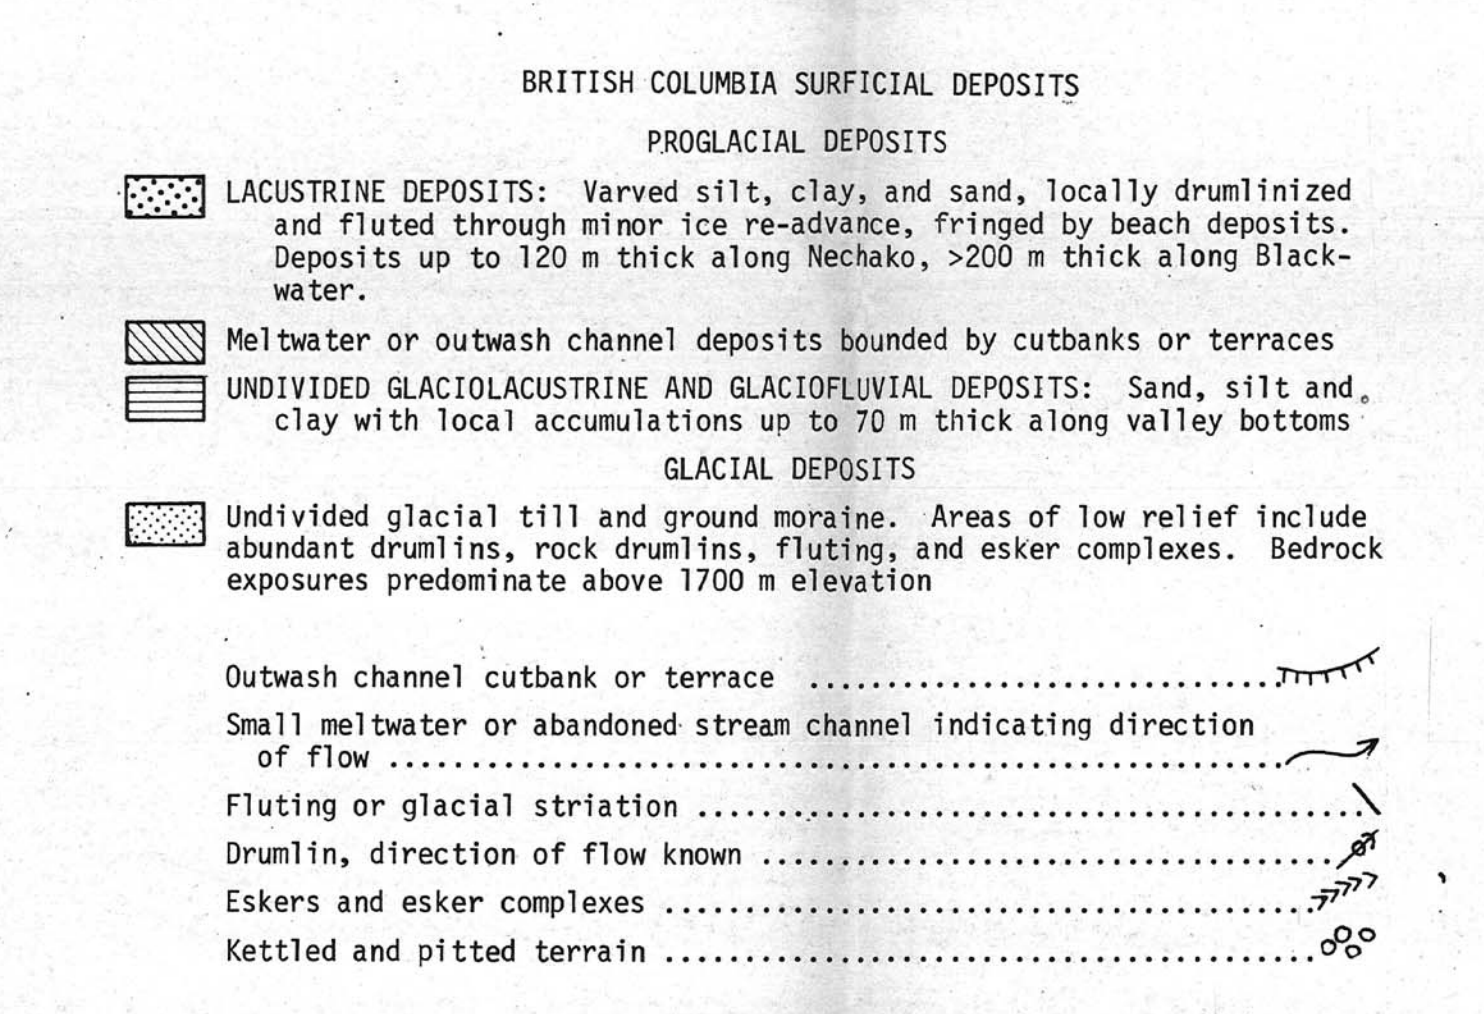 BRITISH COLUMBIA SURFICIAL DEPOSITS
PROGLACIAL DEPOSITS
LACUSTRINE DEPOSITS: Varved silt, clay, and sand, locally drumlinized
and fluted through minor ice re-advance, fringed by beach deposits.
Deposits up to 120 m thick along Nechako, >200 m thick along Black-
water.
Meltwater or outwash channel deposits bounded by cutbanks or terraces
UNDIVIDED GLACIOLACUSTRINE AND GLACIOFLUVIAL DEPOSITS: Sand, silt and
clay with local accumulations up to 70 m thick along valley bottoms
GLACIAL DEPOSITS
Undivided glacial till and ground moraine. Areas of low relief include
abundant drumlins, rock drumlins, fluting, and esker complexes. Bedrock
exposures predominate above 1700 m elevation
Outwash channel cutbank or terrace ..............................
Small meltwater or abandoned stream channel indicating direction
of flow ........................................................
Fluting or glacial striation .........................................
Drumlin, direction of flow known ....................................
Eskers and esker complexes .........................................
Kettled and pitted terrain .........................................